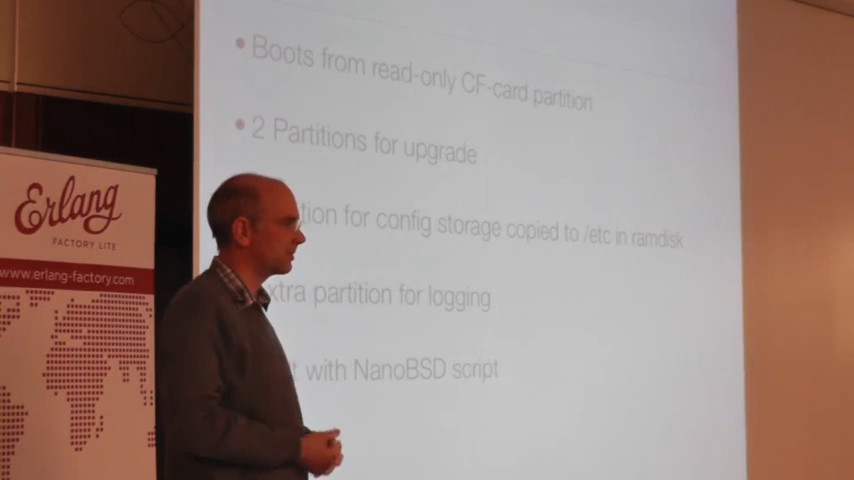 • Boots from read-only CF-card partition
• 2 Partitions for upgrade
tion for config storage copied to /etc in ramdisk
xtra partition for logging
t with NanoBSD script
Erlang
FACTORY LITE
www.erlang-factory.com